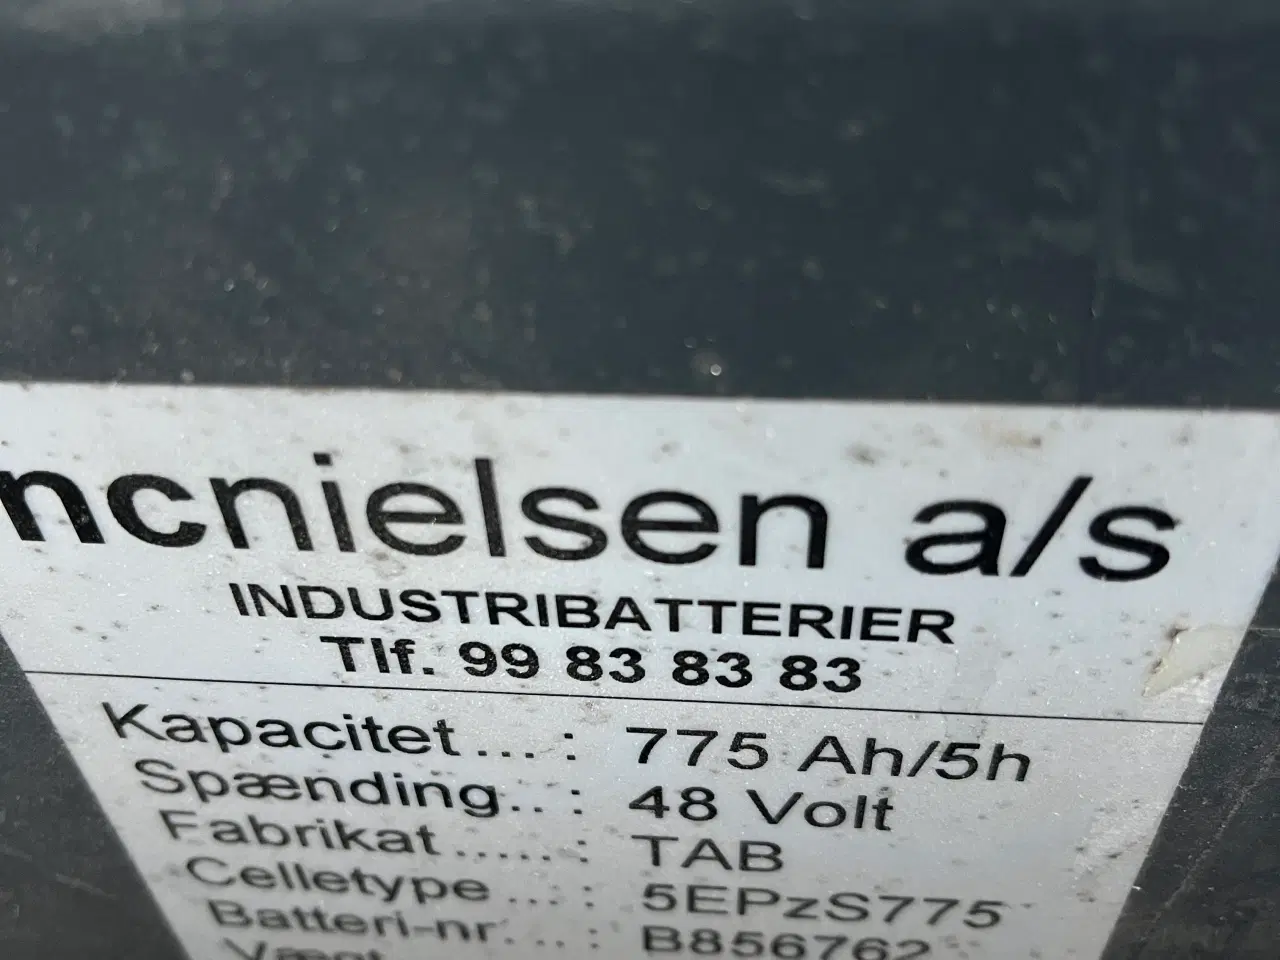 ncnielsen a/s
INDUSTRIBATTERIER
Tlf. 99 83 83 83
Kapacitet...: 775 Ah/5h
Spænding..: 48 Volt
Fabrikat.....: TAB
Celletype...: 5EPzS775
Batteri-nr...: B856762